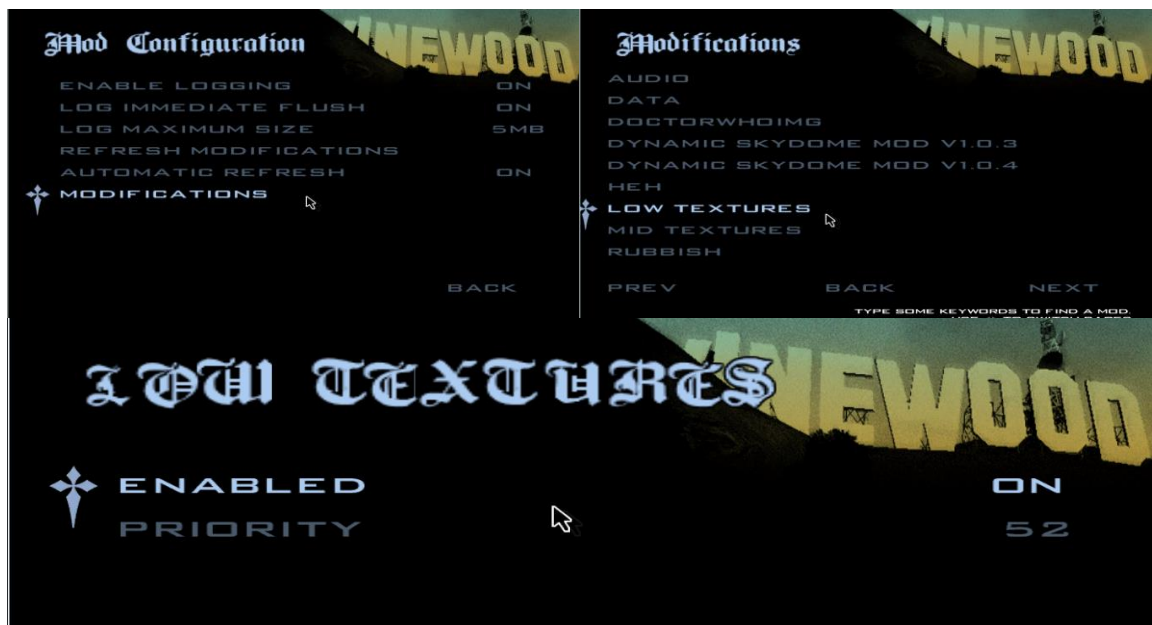 Mod Configuration
INEWOOD
ENABLE LOGGING ON
LOG IMMEDIATE FLUSH ON
LOG MAXIMUM SIZE 5MB
REFRESH MODIFICATIONS
AUTOMATIC REFRESH ON
MODIFICATIONS
BACK
Modifications
INEWOOD
AUDIO
DATA
DOCTORWHOIMG
DYNAMIC SKYDOME MOD V1.0.3
DYNAMIC SKYDOME MOD V1.0.4
HEH
LOW TEXTURES
MID TEXTURES
RUBBISH
PREV BACK NEXT
TYPE SOME KEYWORDS TO FIND A MOD.
LOW TEXTURES
INEWOOD
ENABLED ON
PRIORITY 52